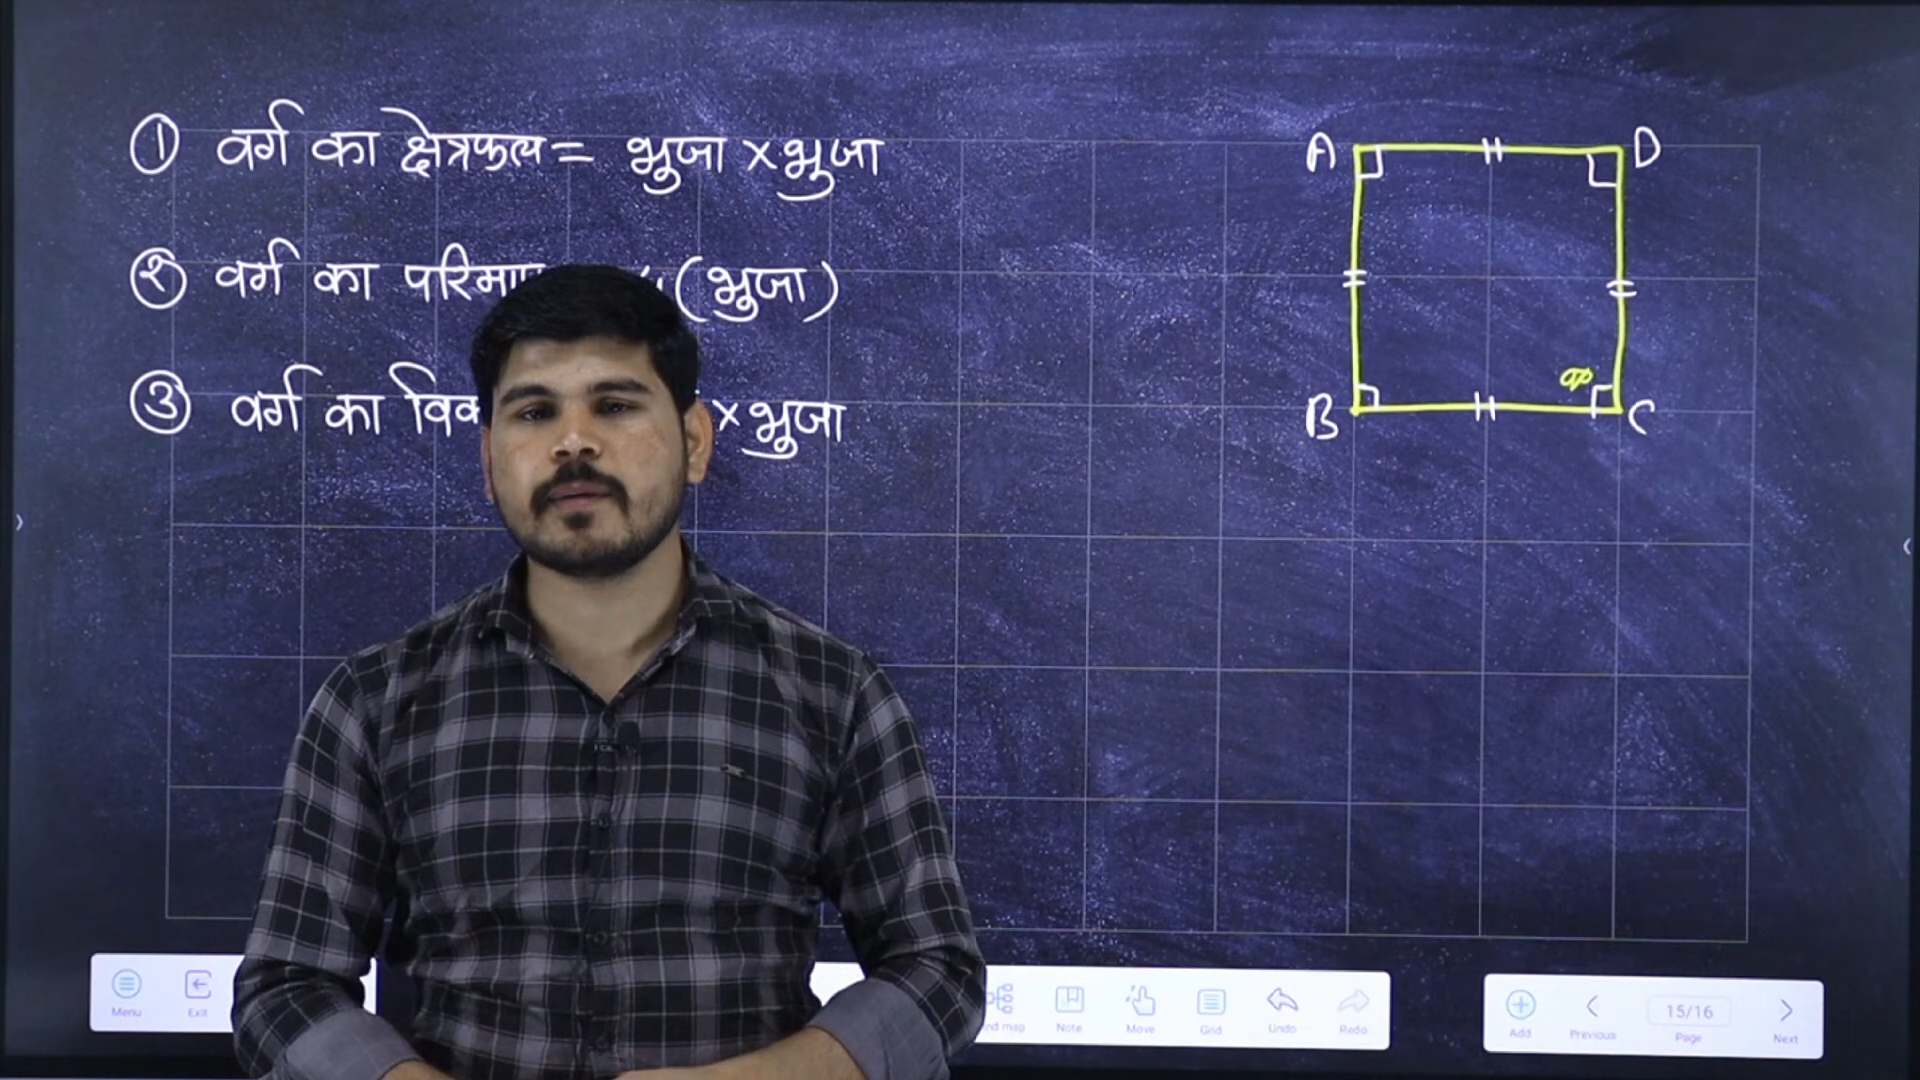 ① वर्ग का क्षेत्रफल = भुजा × भुजा
A
D
② वर्ग का (भुजा)
③ वर्ग का × भुजा
B
C
Menu
Exit
Note
Move
Grid
Undo
Redo
Add
Previous
15/16
Page
Next